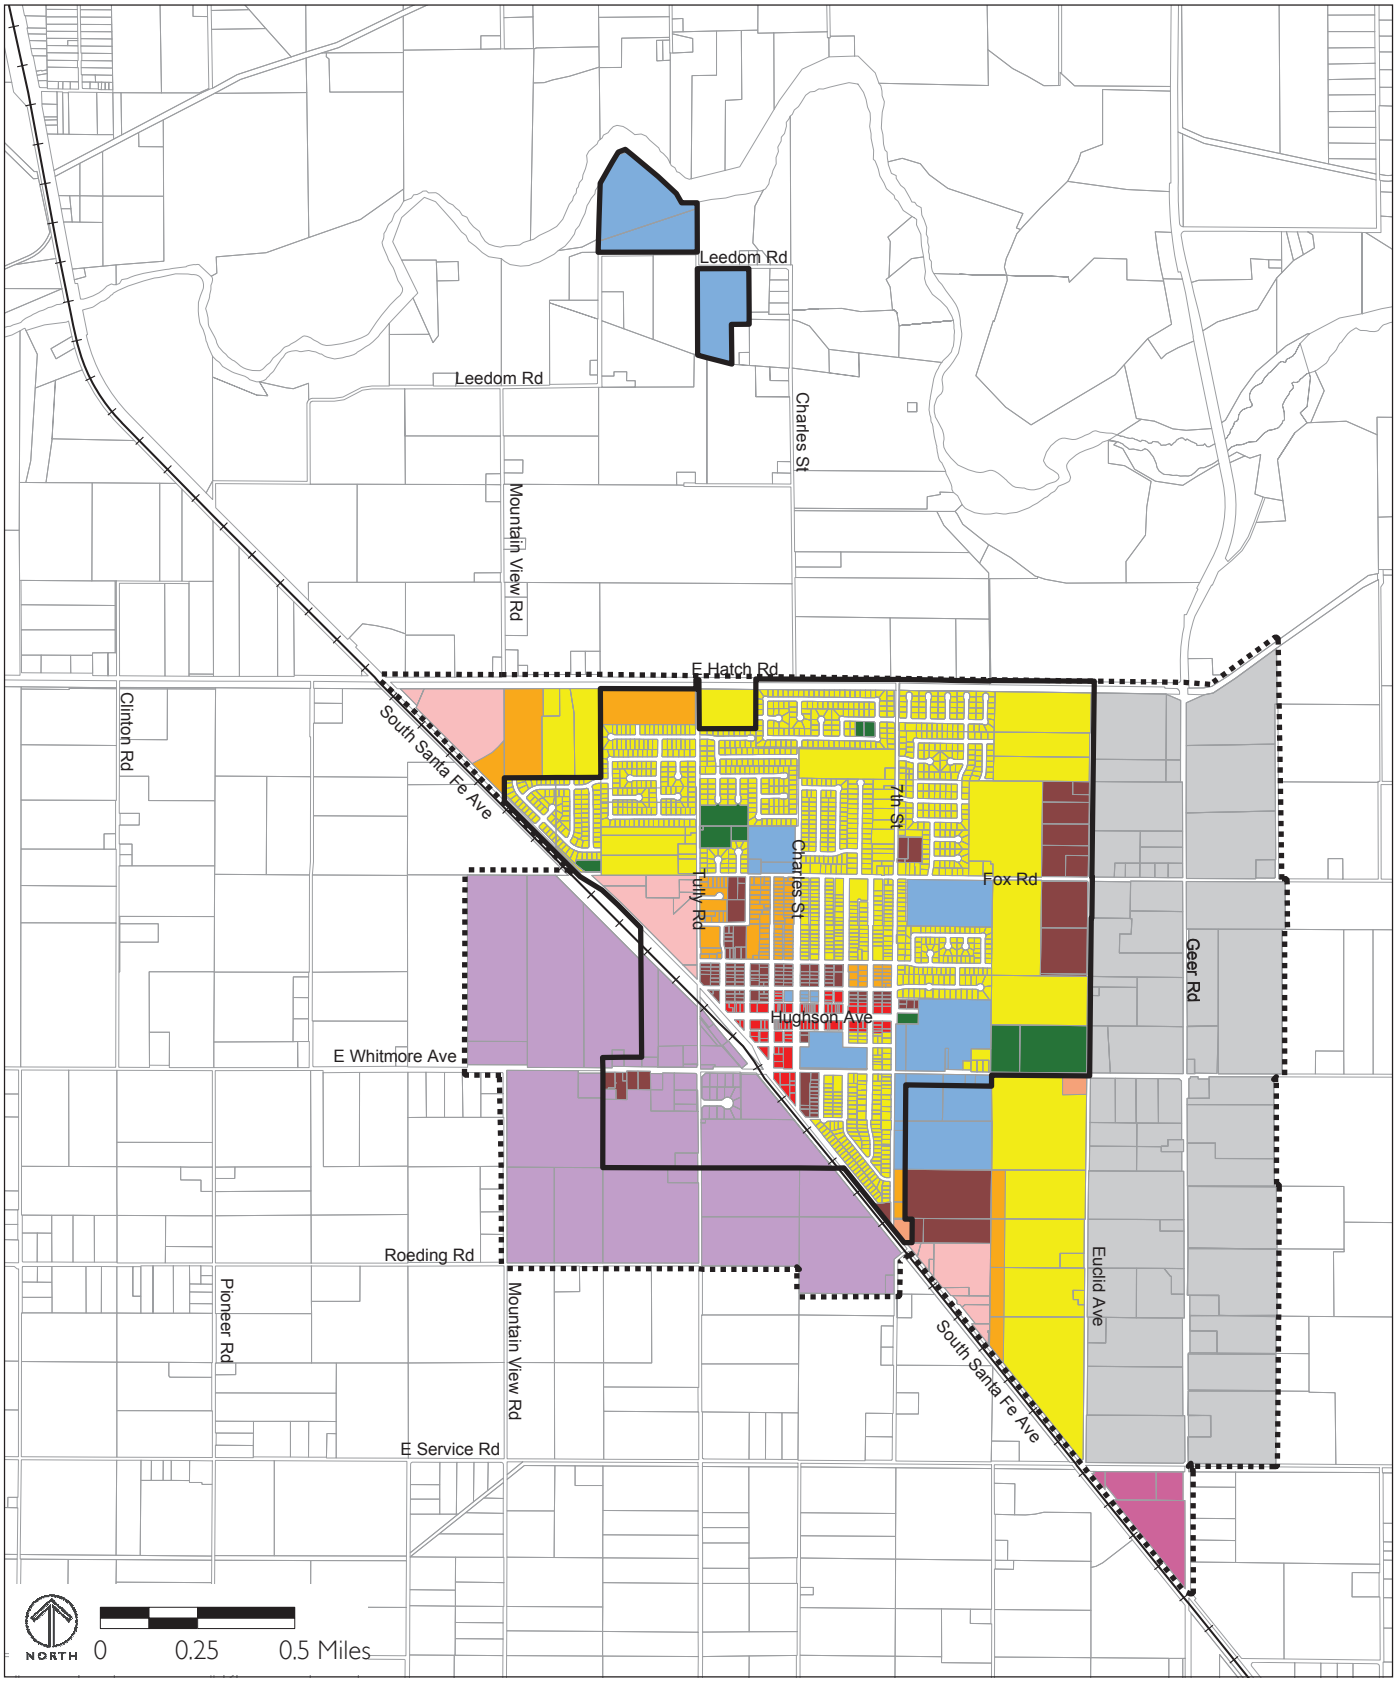 Leedom Rd
Leedom Rd
Charles St
Mountain View Rd
E Hatch Rd
Clinton Rd
South Santa Fe Ave
7th St
Charles St
Tully Rd
Fox Rd
Geer Rd
Hughson Ave
E Whitmore Ave
Roeding Rd
Euclid Ave
Pioneer Rd
Mountain View Rd
South Santa Fe Ave
E Service Rd
NORTH
0 0.25 0.5 Miles